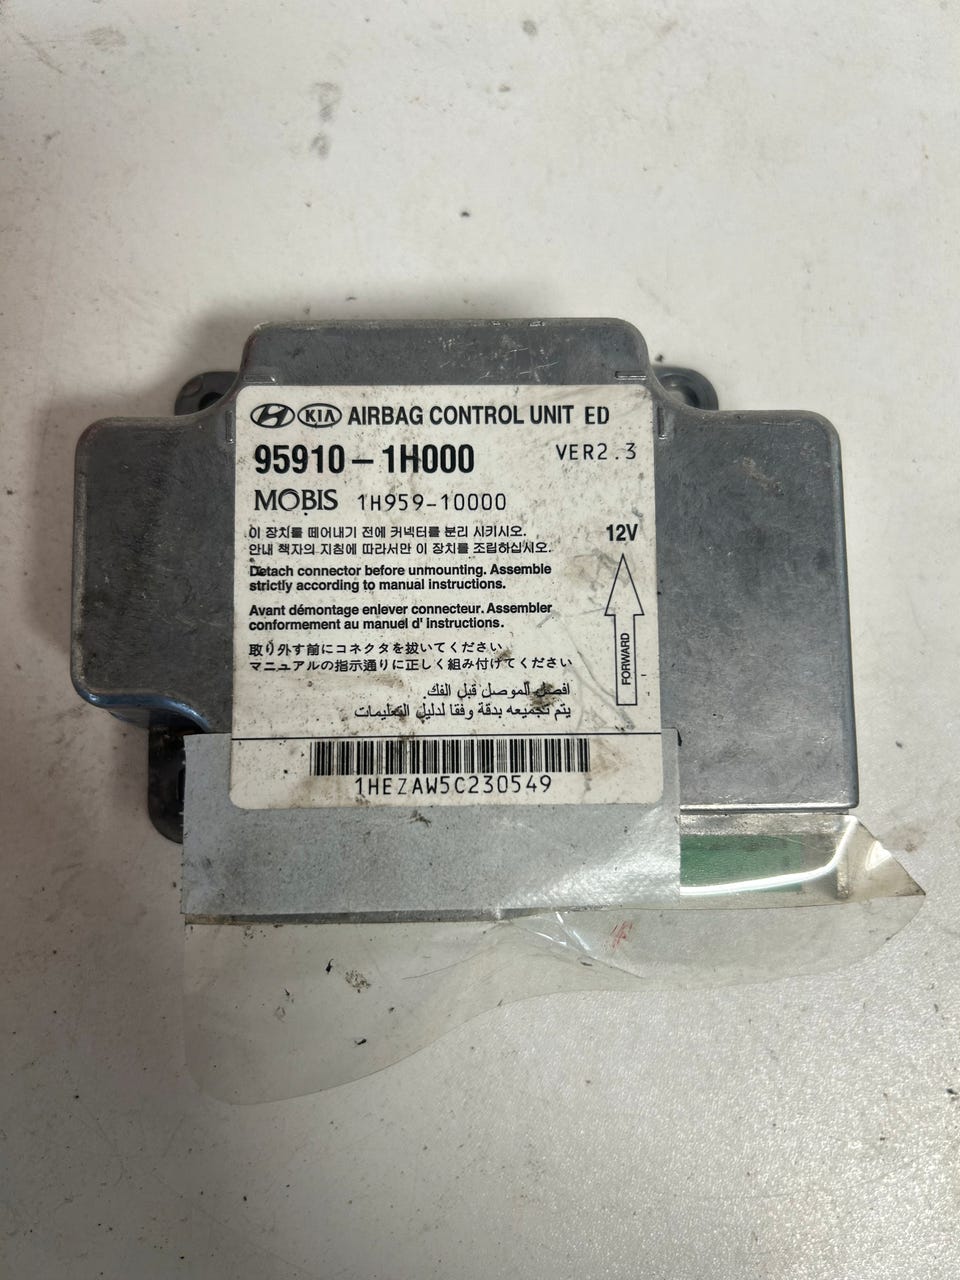 HYUNDAI KIA AIRBAG CONTROL UNIT ED
95910-1H000 VER2.3
MOBIS 1H959-10000
이 장치를 떼어내기 전에 커넥터를 분리 시키시오.
안내 책자의 지침에 따라서만 이 장치를 조립하십시오.
12V
Detach connector before unmounting. Assemble
strictly according to manual instructions.
Avant démontage enlever connecteur. Assembler
conformement au manuel d' instructions.
FORWARD
取り外す前にコネクタを抜いてください
マニュアルの指示通りに正しく組み付けてください
افصل الموصل قبل الفك.
يتم تجميعه بدقة وفقا لدليل التعليمات
1HEZAW5C230549